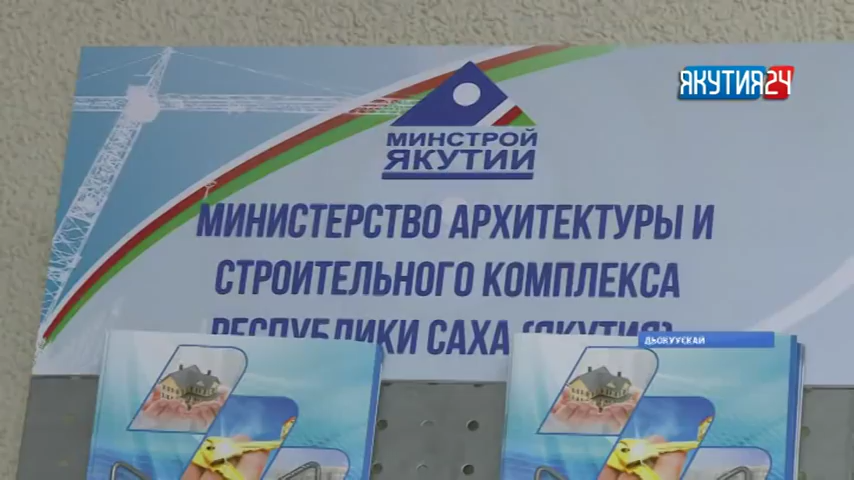 ЯКУТИЯ24
МИНСТРОЙ
ЯКУТИИ
МИНИСТЕРСТВО АРХИТЕКТУРЫ И
СТРОИТЕЛЬНОГО КОМПЛЕКСА
РЕСПУБЛИКИ САХА (ЯКУТИЯ)
ДЬОКУУСКАЙ